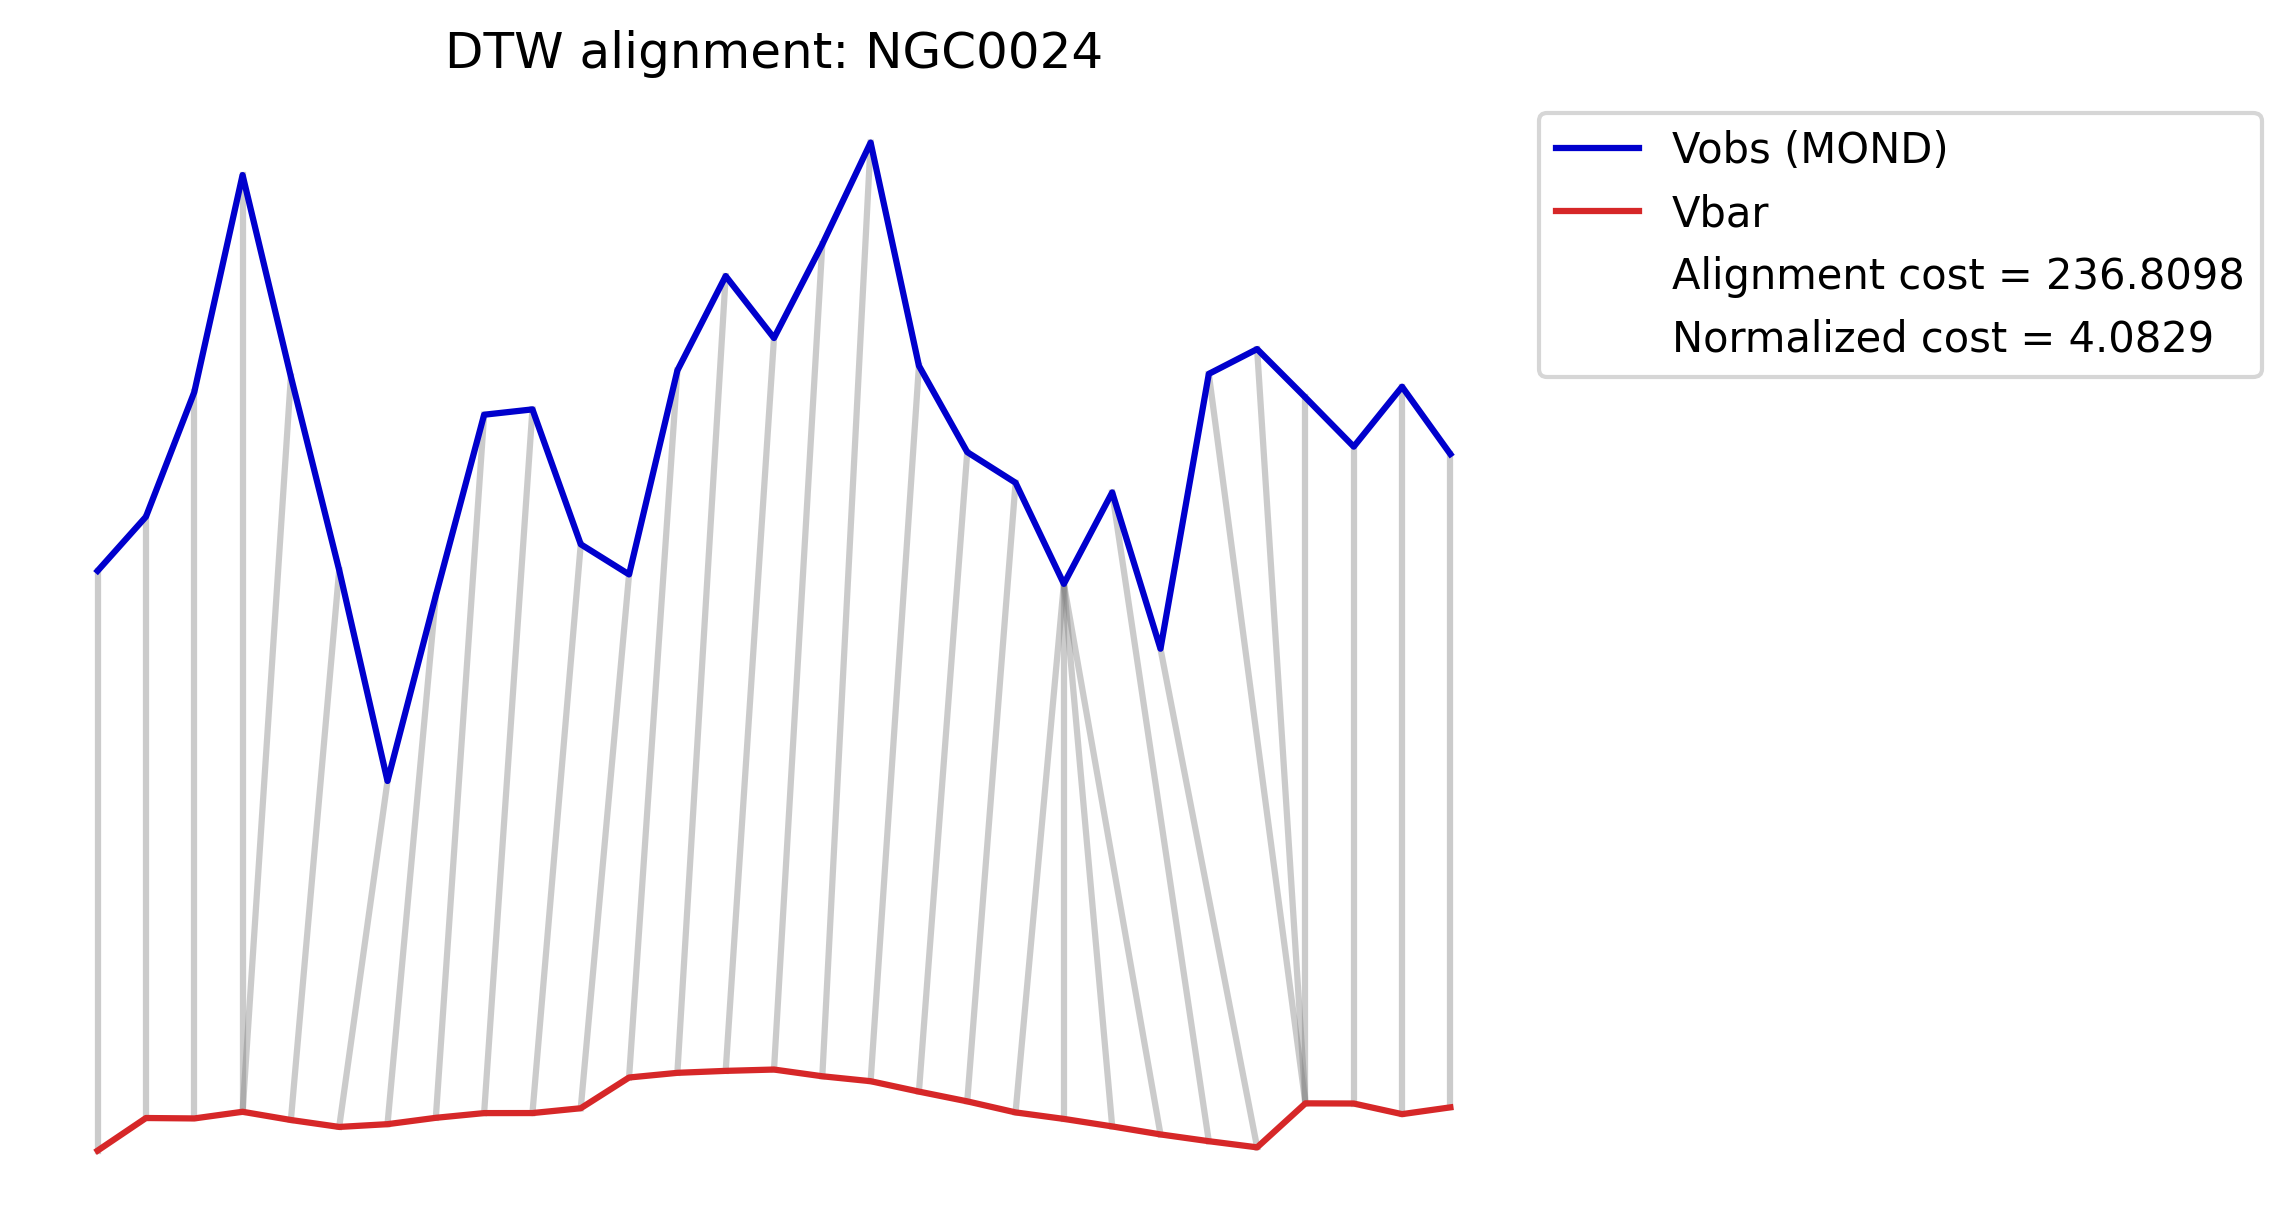 DTW alignment: NGC0024
Vobs (MOND)
Vbar
Alignment cost = 236.8098
Normalized cost = 4.0829